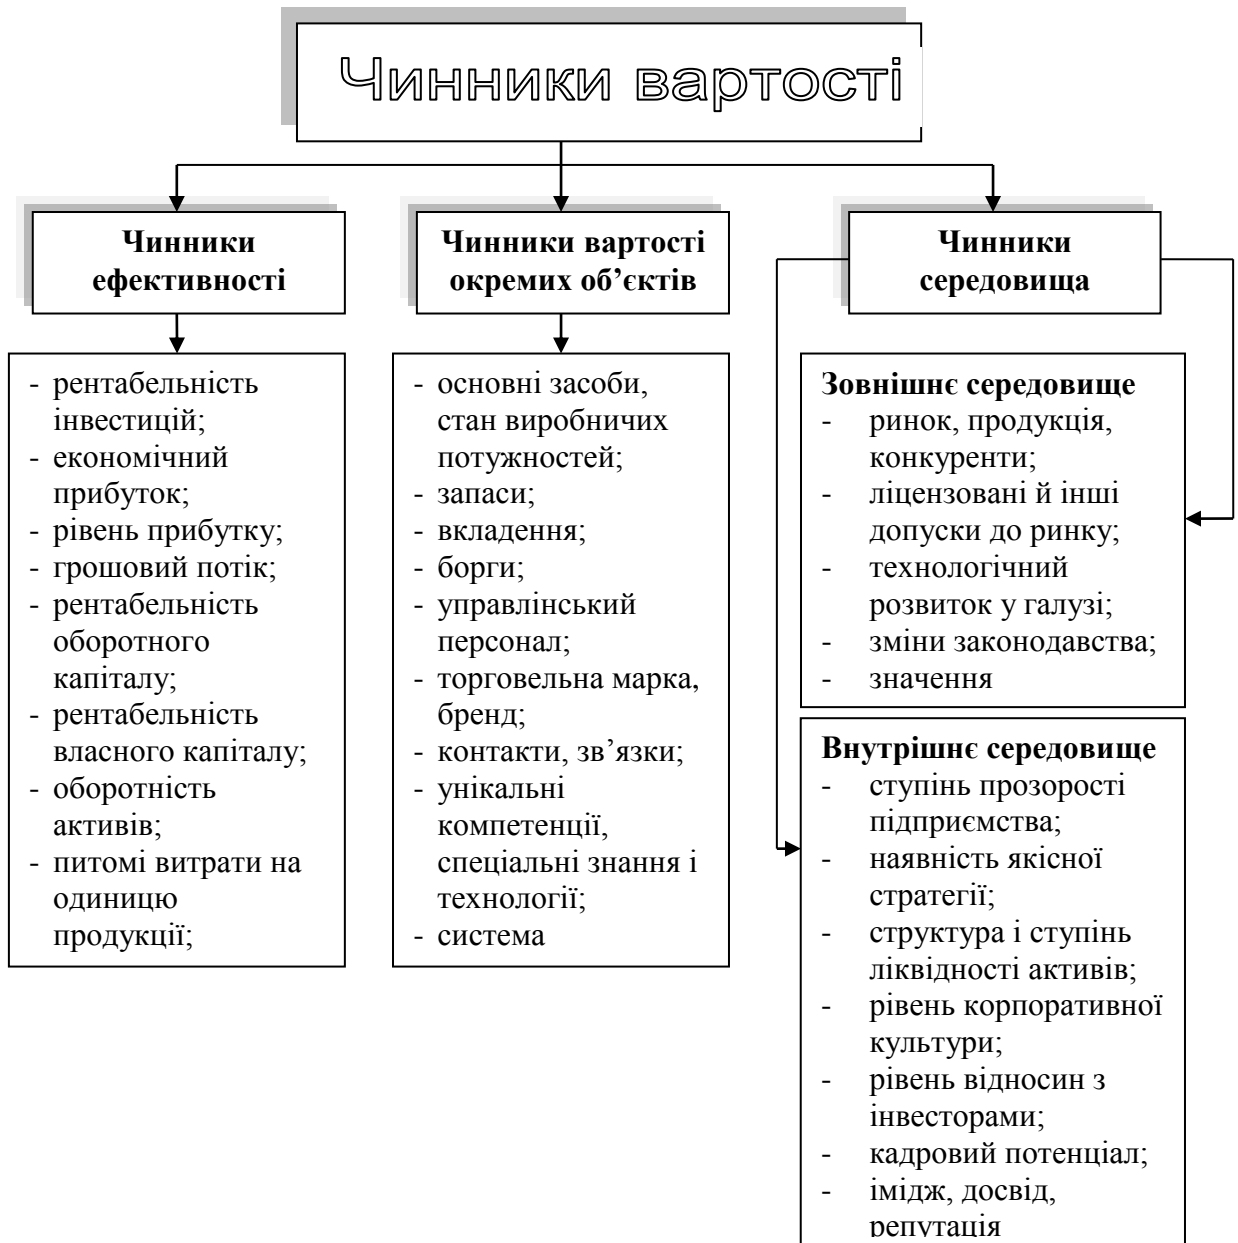 Чинники вартості
Чинники
ефективності
- рентабельність
інвестицій;
- економічний
прибуток;
- рівень прибутку;
- грошовий потік;
- рентабельність
оборотного
капіталу;
- рентабельність
власного капіталу;
- оборотність
активів;
- питомі витрати на
одиницю
продукції;
Чинники вартості
окремих об’єктів
- основні засоби,
стан виробничих
потужностей;
- запаси;
- вкладення;
- борги;
- управлінський
персонал;
- торговельна марка,
бренд;
- контакти, зв’язки;
- унікальні
компетенції,
спеціальні знання і
технології;
- система
Чинники
середовища
Зовнішнє середовище
- ринок, продукція,
конкуренти;
- ліцензовані й інші
допуски до ринку;
- технологічний
розвиток у галузі;
- зміни законодавства;
- значення
Внутрішнє середовище
- ступінь прозорості
підприємства;
- наявність якісної
стратегії;
- структура і ступінь
ліквідності активів;
- рівень корпоративної
культури;
- рівень відносин з
інвесторами;
- кадровий потенціал;
- імідж, досвід,
репутація